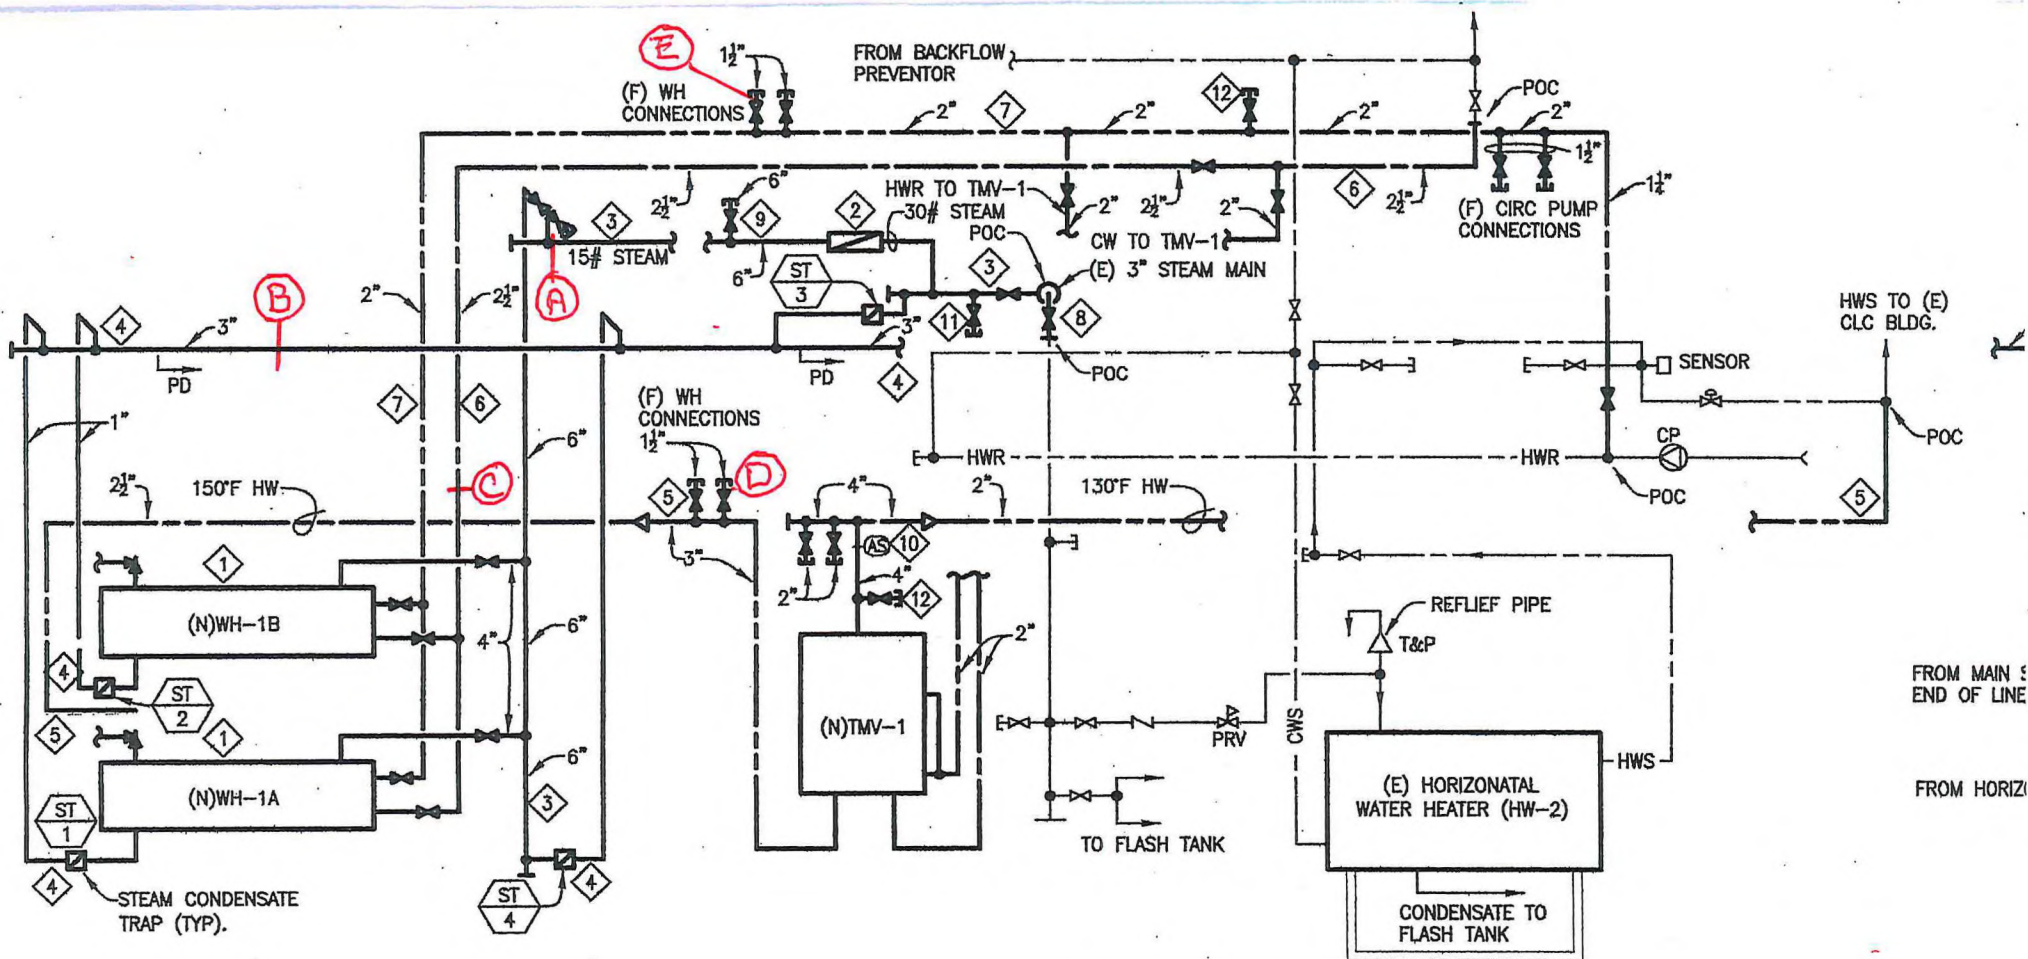 E
1½"
(F) WH
CONNECTIONS
FROM BACKFLOW
PREVENTOR
2"
7
2"
12
2"
POC
2"
1½"
1¼"
(F) CIRC PUMP
CONNECTIONS
6"
2½"
3
15# STEAM
A
9
6"
2
HWR TO TMV-1
30# STEAM
POC
2"
2½"
2"
CW TO TMV-1
6
2½"
(E) 3" STEAM MAIN
3
ST
3
11
8
POC
B
2"
2½"
4
3"
PD
3"
PD
4
HWS TO (E)
CLC BLDG.
SENSOR
POC
1"
7
6
6"
(F) WH
CONNECTIONS
1½"
D
C
HWR
HWR
CP
POC
2½"
150°F HW
5
3"
4"
2"
130°F HW
5
AS
10
2"
4"
12
1
(N)WH-1B
4"
6"
2"
REFLIEF PIPE
T&P
4
ST
2
5
1
(N)TMV-1
PRV
CWS
HWS
FROM MAIN
END OF LINE
(N)WH-1A
6"
3
ST
1
(E) HORIZONATAL
WATER HEATER (HW-2)
FROM HORIZ
TO FLASH TANK
4
STEAM CONDENSATE
TRAP (TYP).
ST
4
4
CONDENSATE TO
FLASH TANK